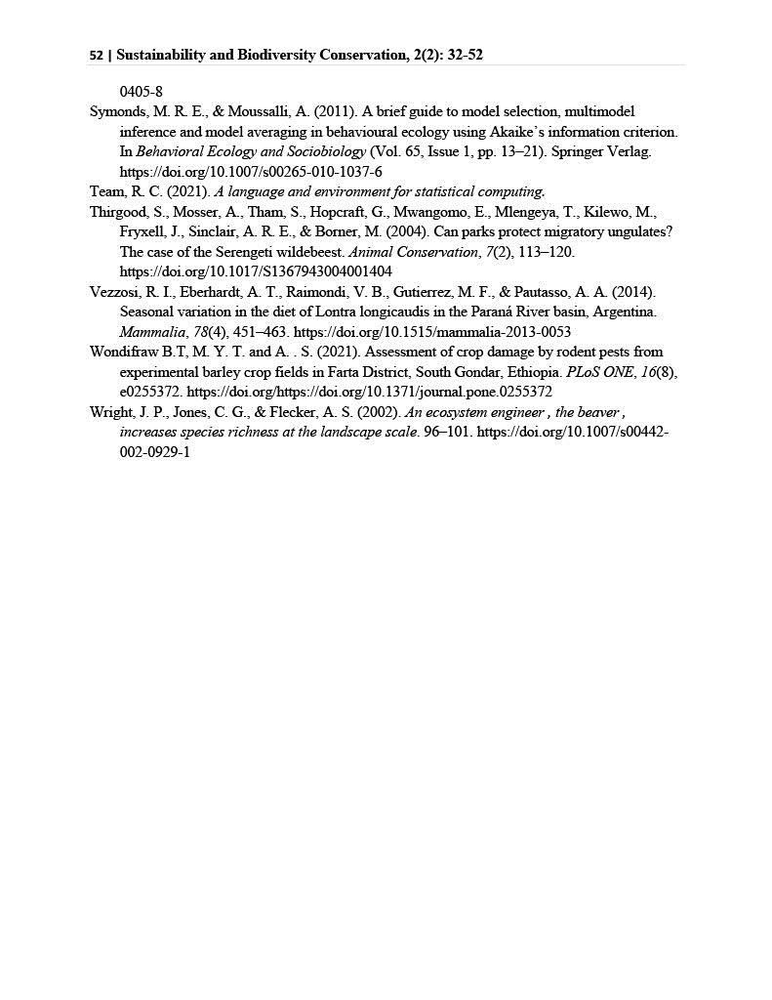 52 | Sustainability and Biodiversity Conservation, 2(2): 32-52
0405-8
Symonds, M. R. E., & Moussalli, A. (2011). A brief guide to model selection, multimodel
inference and model averaging in behavioural ecology using Akaike's information criterion.
In Behavioral Ecology and Sociobiology (Vol. 65, Issue 1, pp. 13–21). Springer Verlag.
https://doi.org/10.1007/s00265-010-1037-6
Team, R. C. (2021). A language and environment for statistical computing.
Thirgood, S., Mosser, A., Tham, S., Hopcraft, G., Mwangomo, E., Mlengeya, T., Kilewo, M.,
Fryxell, J., Sinclair, A. R. E., & Borner, M. (2004). Can parks protect migratory ungulates?
The case of the Serengeti wildebeest. Animal Conservation, 7(2), 113–120.
https://doi.org/10.1017/S1367943004001404
Vezzosi, R. I., Eberhardt, A. T., Raimondi, V. B., Gutierrez, M. F., & Pautasso, A. A. (2014).
Seasonal variation in the diet of Lontra longicaudis in the Paraná River basin, Argentina.
Mammalia, 78(4), 451–463. https://doi.org/10.1515/mammalia-2013-0053
Wondifraw B.T, M. Y. T. and A. . S. (2021). Assessment of crop damage by rodent pests from
experimental barley crop fields in Farta District, South Gondar, Ethiopia. PLoS ONE, 16(8),
e0255372. https://doi.org/https://doi.org/10.1371/journal.pone.0255372
Wright, J. P., Jones, C. G., & Flecker, A. S. (2002). An ecosystem engineer , the beaver ,
increases species richness at the landscape scale. 96–101. https://doi.org/10.1007/s00442-
002-0929-1